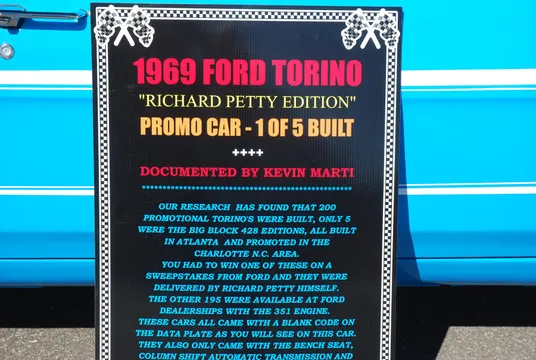 1969 FORD TORINO
"RICHARD PETTY EDITION"
PROMO CAR - 1 OF 5 BUILT
++++
DOCUMENTED BY KEVIN MARTI
**************************************************
OUR RESEARCH HAS FOUND THAT 200
PROMOTIONAL TORINO'S WERE BUILT, ONLY 5
WERE THE BIG BLOCK 428 EDITIONS, ALL BUILT
IN ATLANTA AND PROMOTED IN THE
CHARLOTTE N.C. AREA.
YOU HAD TO WIN ONE OF THESE ON A
SWEEPSTAKES FROM FORD AND THEY WERE
DELIVERED BY RICHARD PETTY HIMSELF.
THE OTHER 195 WERE AVAILABLE AT FORD
DEALERSHIPS WITH THE 351 ENGINE.
THESE CARS ALL CAME WITH A BLANK CODE ON
THE DATA PLATE AS YOU WILL SEE ON THIS CAR.
THEY ALSO ONLY CAME WITH THE BENCH SEAT,
COLUMN SHIFT AUTOMATIC TRANSMISSION AND